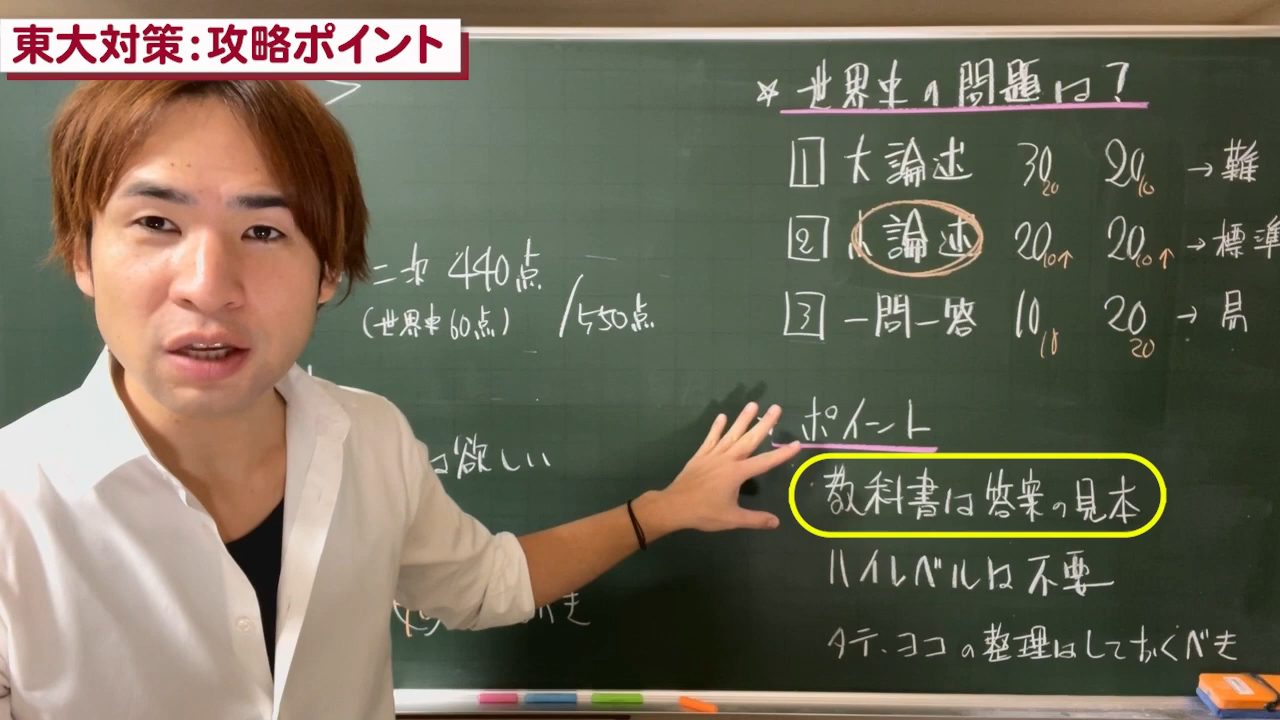 東大対策:攻略ポイント
☆ 世界史の問題は?
1 大論述 30 20 20 10 → 難
2 小論述 20 10↑ 20 10↑ → 標準
3 一問一答 10 10 20 20 → 易
二次 440点 /550点
(世界史60点)
は欲しい
ポイント
教科書は答案の見本
ハイレベルは不要
タテ、ヨコの整理はしておくべき